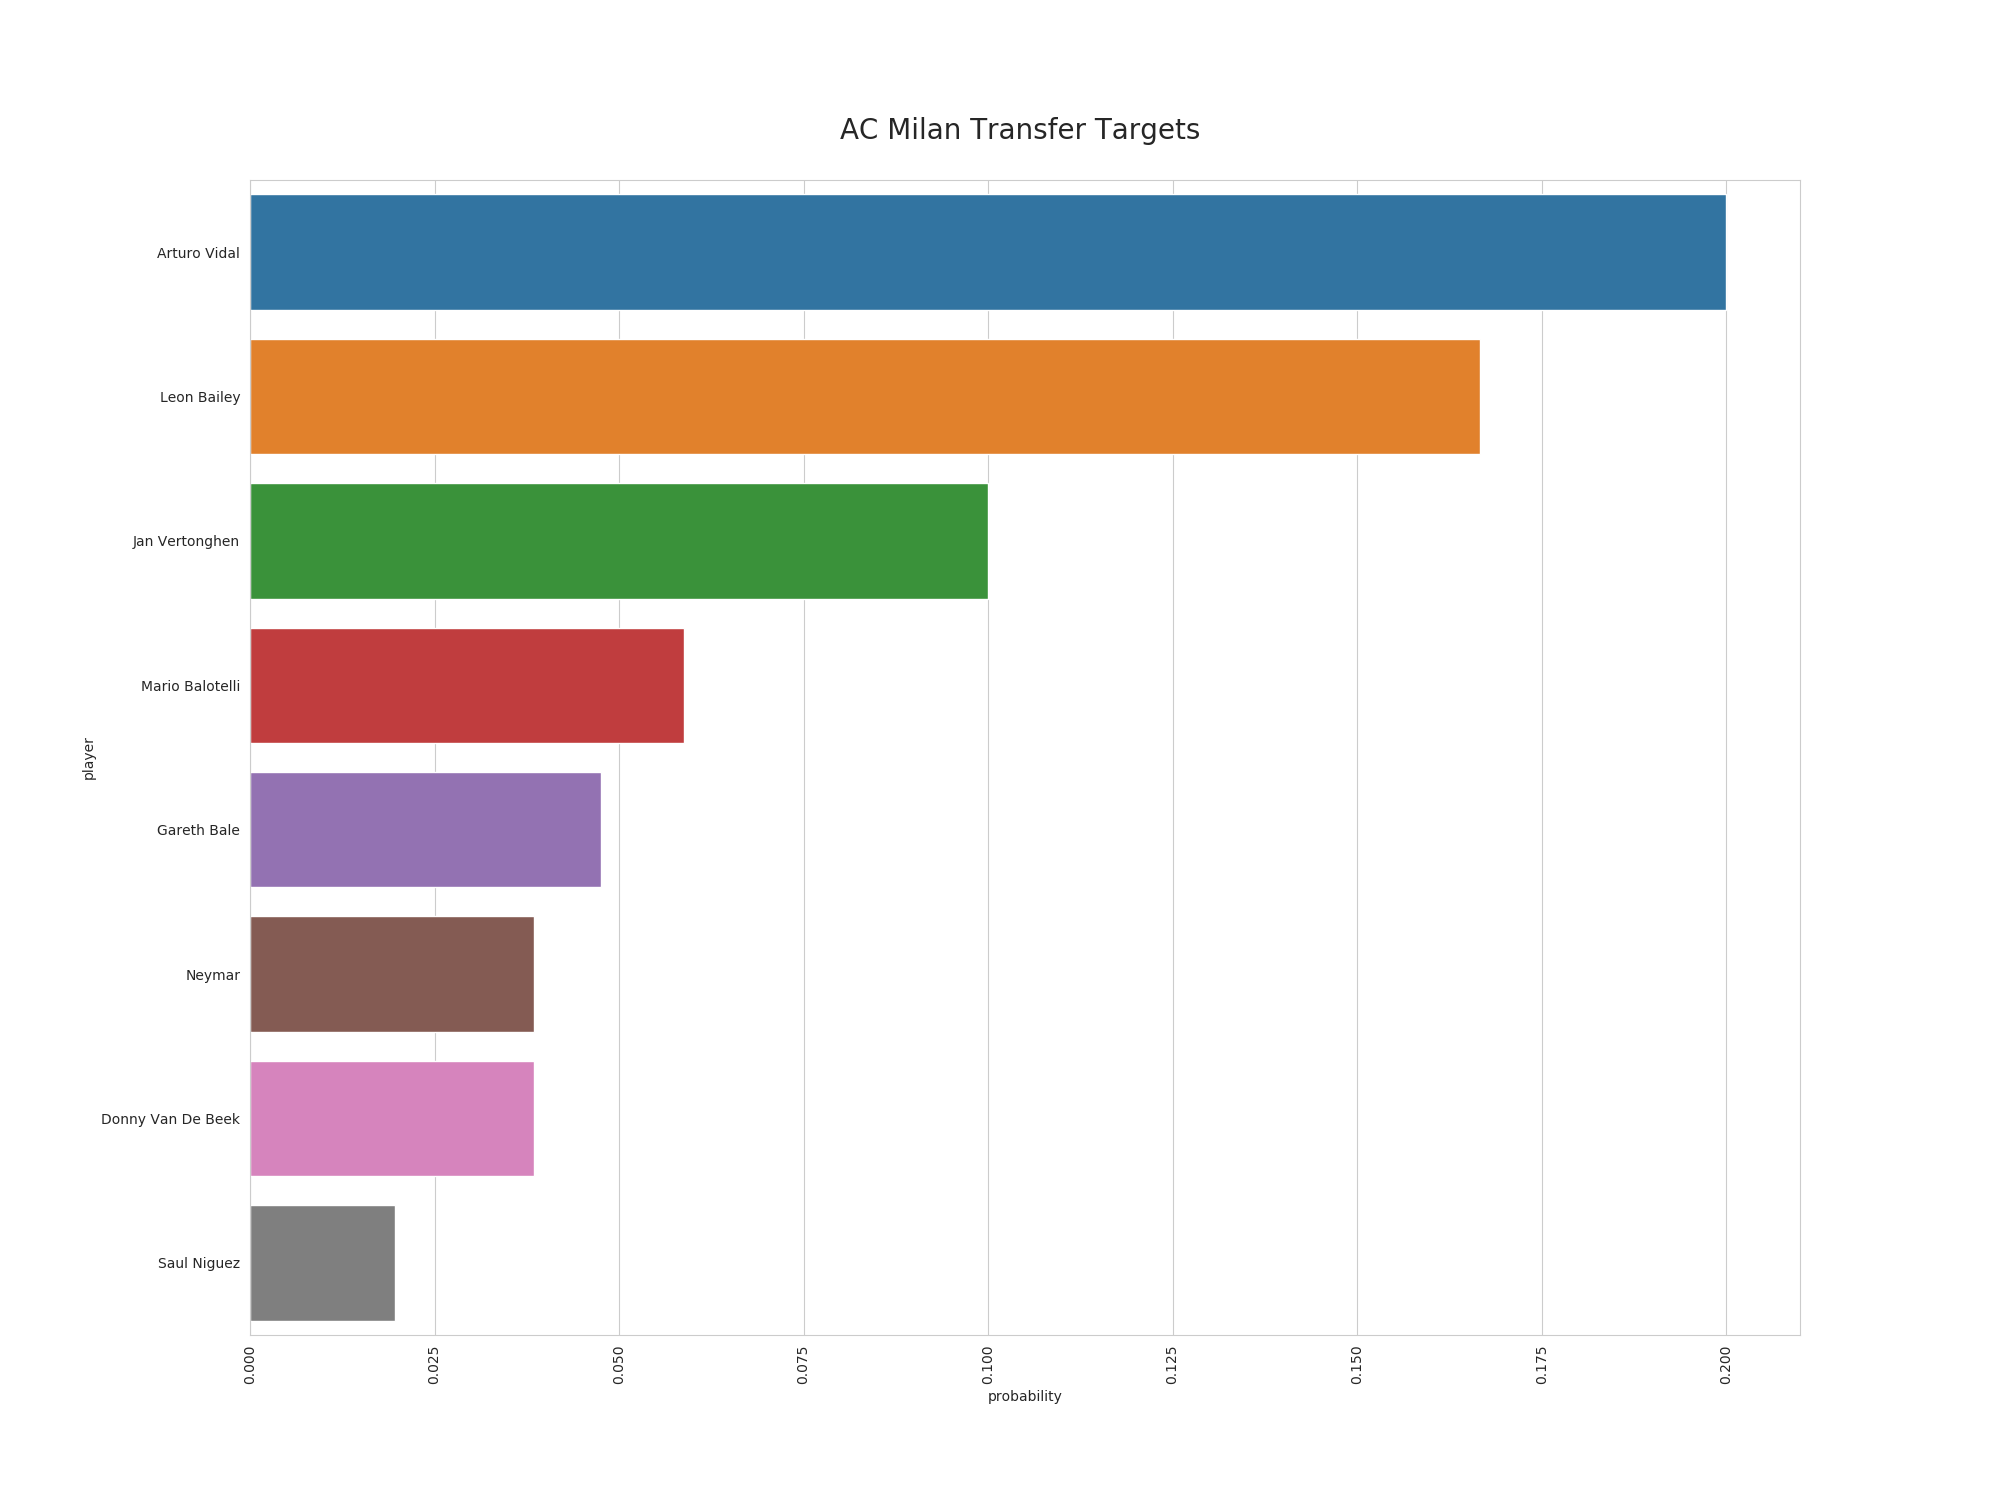 AC Milan Transfer Targets
Arturo Vidal
Leon Bailey
Jan Vertonghen
Mario Balotelli
player
Gareth Bale
Neymar
Donny Van De Beek
Saul Niguez
0.000 0.025 0.050 0.075 0.100 0.125 0.150 0.175 0.200
probability